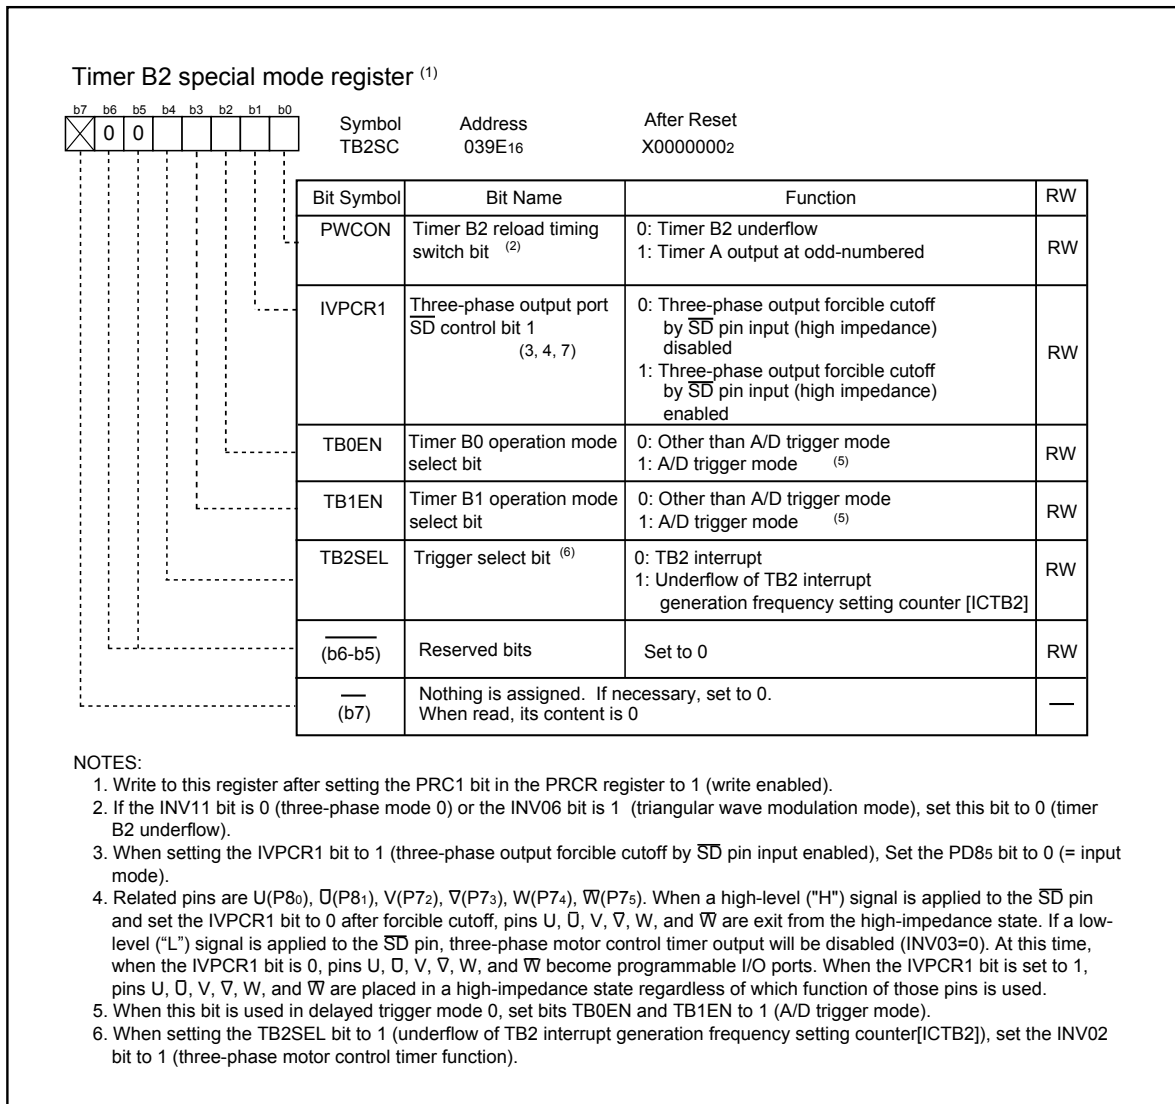 Timer B2 special mode register (1)
b7 b6 b5 b4 b3 b2 b1 b0
0 0
Symbol Address After Reset
TB2SC 039E16 X00000002
Bit Symbol Bit Name Function RW
PWCON Timer B2 reload timing switch bit (2) 0: Timer B2 underflow
1: Timer A output at odd-numbered RW
IVPCR1 Three-phase output port S̅D̅ control bit 1 (3, 4, 7) 0: Three-phase output forcible cutoff
by S̅D̅ pin input (high impedance)
disabled
1: Three-phase output forcible cutoff
by S̅D̅ pin input (high impedance)
enabled RW
TB0EN Timer B0 operation mode select bit 0: Other than A/D trigger mode
1: A/D trigger mode (5) RW
TB1EN Timer B1 operation mode select bit 0: Other than A/D trigger mode
1: A/D trigger mode (5) RW
TB2SEL Trigger select bit (6) 0: TB2 interrupt
1: Underflow of TB2 interrupt
generation frequency setting counter [ICTB2] RW
(b6-b5) Reserved bits Set to 0 RW
(b7) Nothing is assigned. If necessary, set to 0.
When read, its content is 0 —
NOTES:
1. Write to this register after setting the PRC1 bit in the PRCR register to 1 (write enabled).
2. If the INV11 bit is 0 (three-phase mode 0) or the INV06 bit is 1 (triangular wave modulation mode), set this bit to 0 (timer
B2 underflow).
3. When setting the IVPCR1 bit to 1 (three-phase output forcible cutoff by S̅D̅ pin input enabled), Set the PD85 bit to 0 (= input
mode).
4. Related pins are U(P80), U̅(P81), V(P72), V̅(P73), W(P74), W̅(P75). When a high-level ("H") signal is applied to the S̅D̅ pin
and set the IVPCR1 bit to 0 after forcible cutoff, pins U, U̅, V, V̅, W, and W̅ are exit from the high-impedance state. If a low-
level (“L”) signal is applied to the S̅D̅ pin, three-phase motor control timer output will be disabled (INV03=0). At this time,
when the IVPCR1 bit is 0, pins U, U̅, V, V̅, W, and W̅ become programmable I/O ports. When the IVPCR1 bit is set to 1,
pins U, U̅, V, V̅, W, and W̅ are placed in a high-impedance state regardless of which function of those pins is used.
5. When this bit is used in delayed trigger mode 0, set bits TB0EN and TB1EN to 1 (A/D trigger mode).
6. When setting the TB2SEL bit to 1 (underflow of TB2 interrupt generation frequency setting counter[ICTB2]), set the INV02
bit to 1 (three-phase motor control timer function).